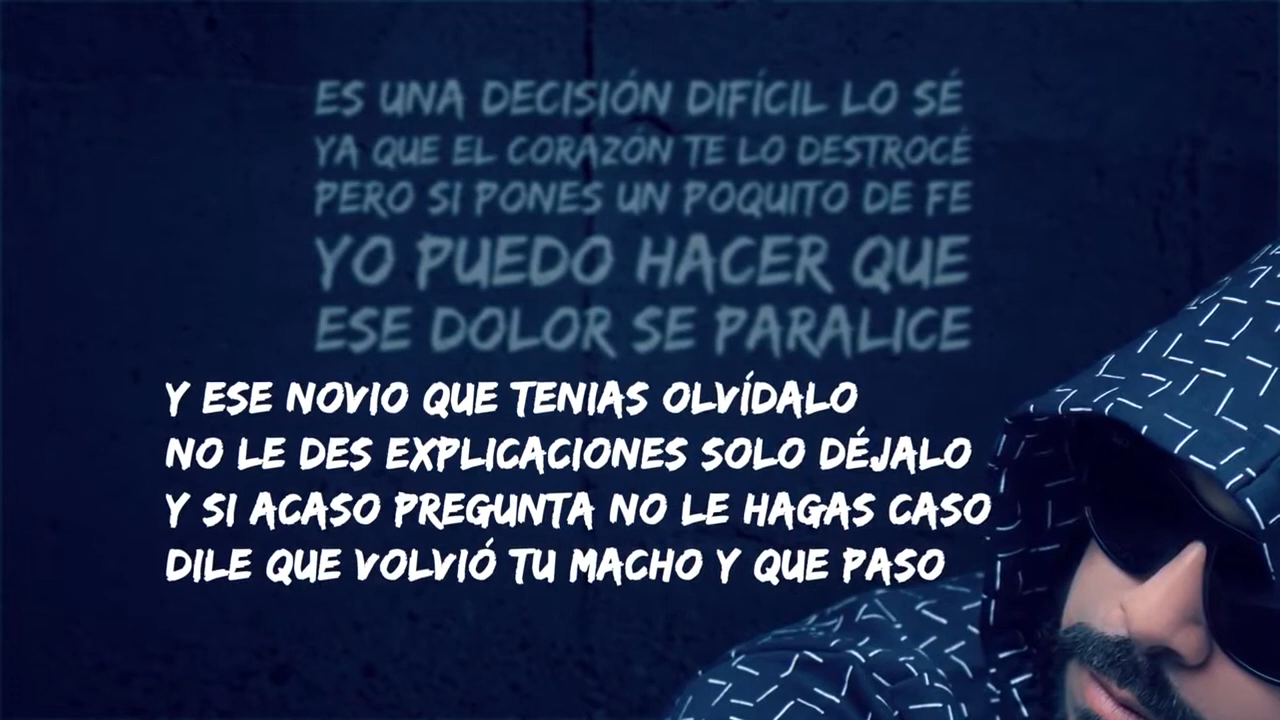 ES UNA DECISIÓN DIFÍCIL LO SÉ
YA QUE EL CORAZÓN TE LO DESTROCÉ
PERO SI PONES UN POQUITO DE FE
YO PUEDO HACER QUE
ESE DOLOR SE PARALICE
Y ESE NOVIO QUE TENIAS OLVÍDALO
NO LE DES EXPLICACIONES SOLO DÉJALO
Y SI ACASO PREGUNTA NO LE HAGAS CASO
DILE QUE VOLVIÓ TU MACHO Y QUE PASO